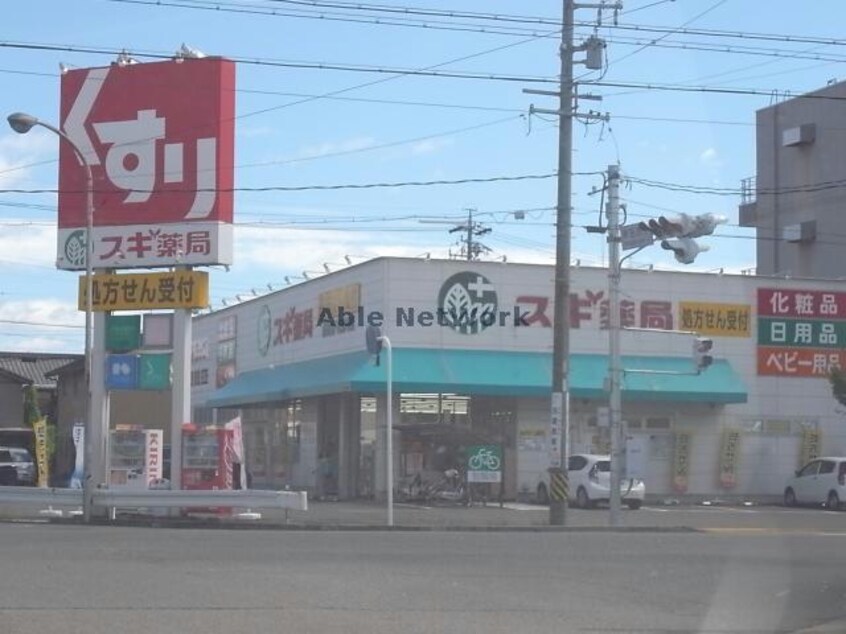 くすり
スギ薬局
処方せん受付
スギ薬局
スギ薬局
処方せん受付
化粧品
日用品
ベビー用品
Able Network